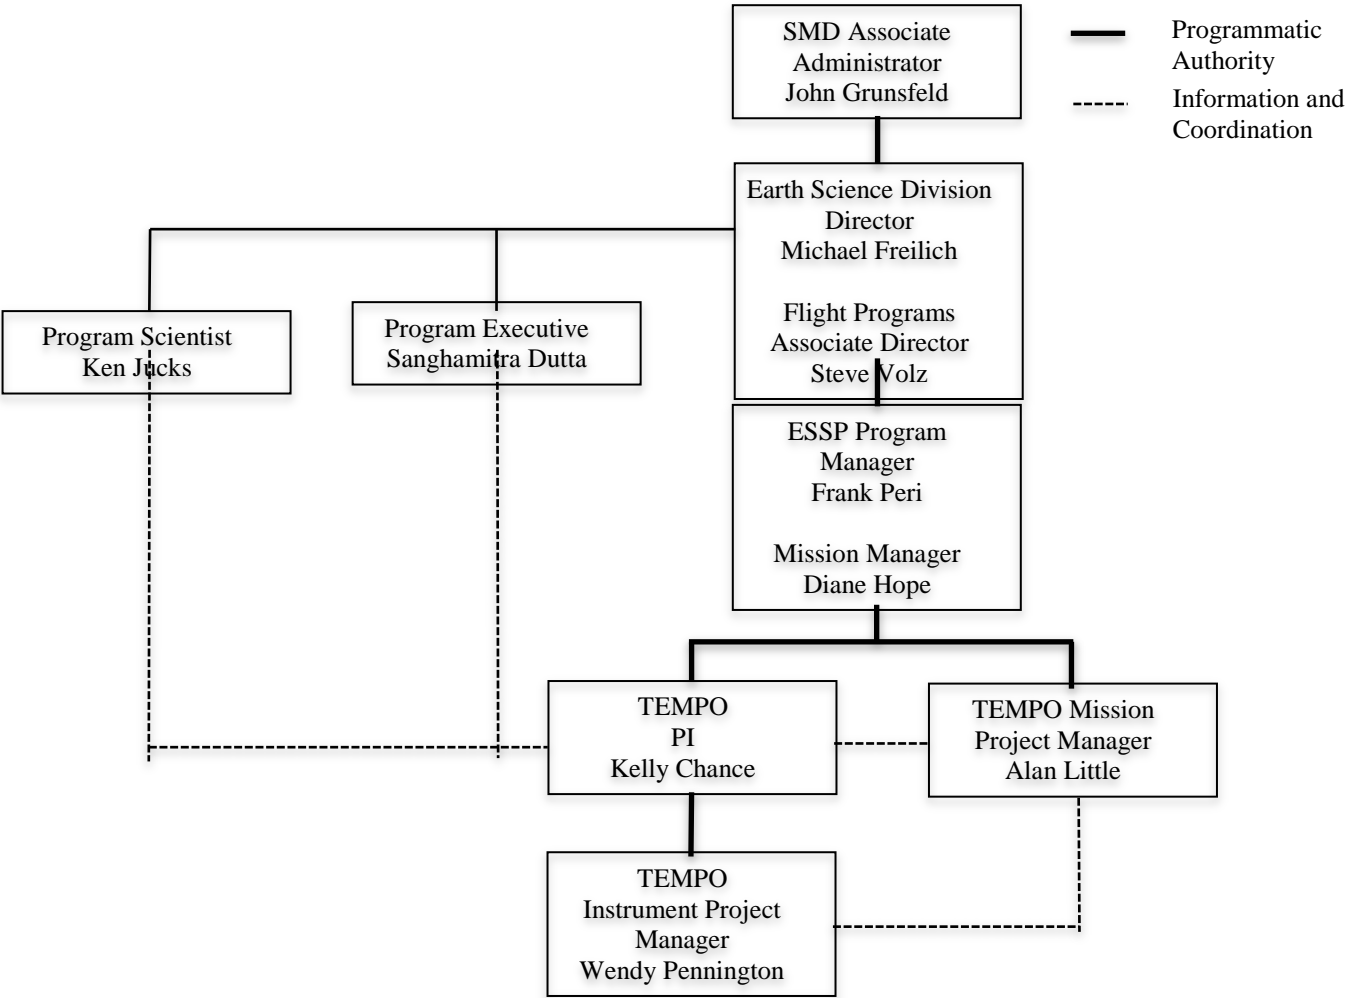 SMD Associate
Administrator
John Grunsfeld
Programmatic
Authority
Information and
Coordination
Earth Science Division
Director
Michael Freilich
Flight Programs
Associate Director
Steve Volz
Program Scientist
Ken Jucks
Program Executive
Sanghamitra Dutta
ESSP Program
Manager
Frank Peri
Mission Manager
Diane Hope
TEMPO
PI
Kelly Chance
TEMPO Mission
Project Manager
Alan Little
TEMPO
Instrument Project
Manager
Wendy Pennington